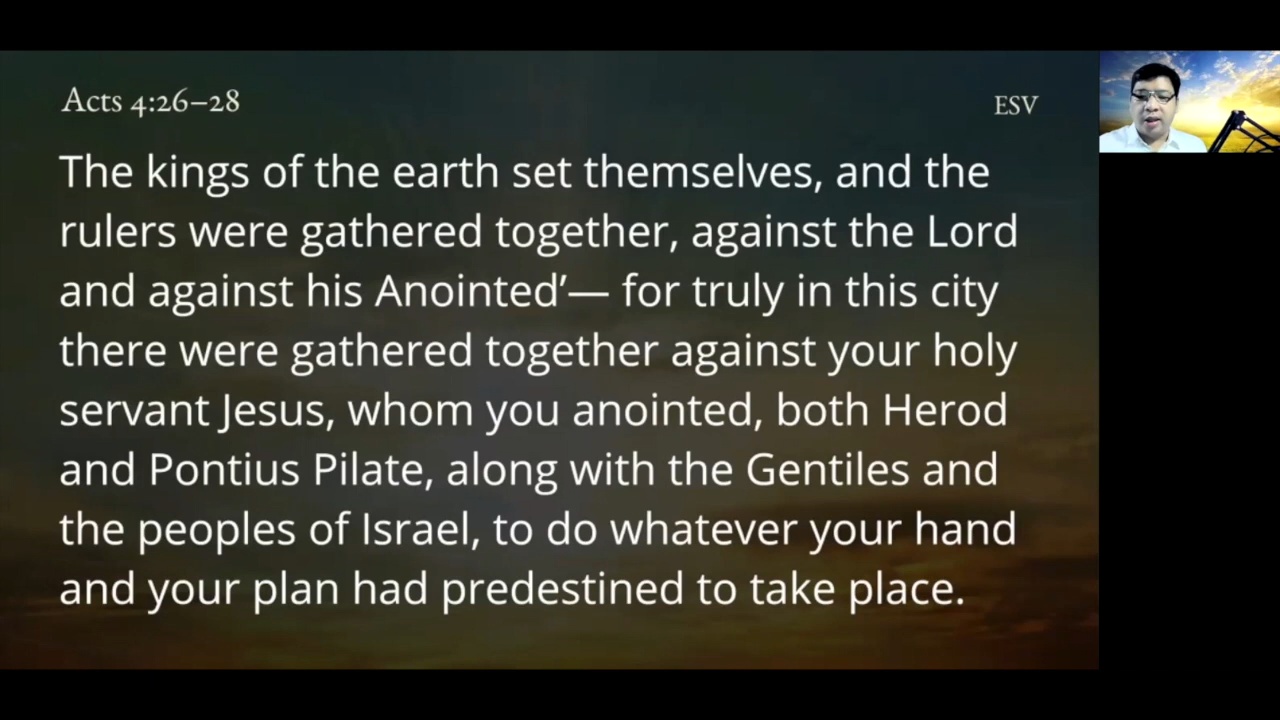 Acts 4:26–28
ESV
The kings of the earth set themselves, and the
rulers were gathered together, against the Lord
and against his Anointed’— for truly in this city
there were gathered together against your holy
servant Jesus, whom you anointed, both Herod
and Pontius Pilate, along with the Gentiles and
the peoples of Israel, to do whatever your hand
and your plan had predestined to take place.